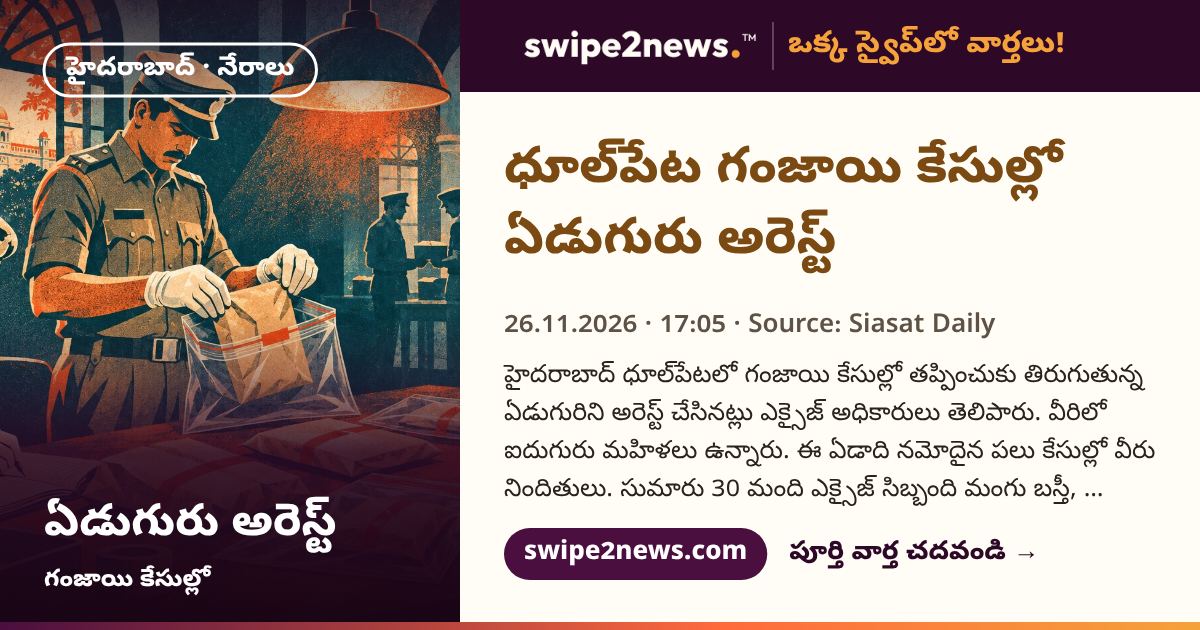 హైదరాబాద్ · నేరాలు
ఏడుగురు అరెస్ట్
గంజాయి కేసుల్లో
swipe2news.™ | ఒక్క స్వైప్‌లో వార్తలు!
ధూల్‌పేట గంజాయి కేసుల్లో
ఏడుగురు అరెస్ట్
26.11.2026 · 17:05 · Source: Siasat Daily
హైదరాబాద్ ధూల్‌పేటలో గంజాయి కేసుల్లో తప్పించుకు తిరుగుతున్న
ఏడుగురిని అరెస్ట్ చేసినట్లు ఎక్సైజ్ అధికారులు తెలిపారు. వీరిలో
ఐదుగురు మహిళలు ఉన్నారు. ఈ ఏడాది నమోదైన పలు కేసుల్లో వీరు
నిందితులు. సుమారు 30 మంది ఎక్సైజ్ సిబ్బంది మంగు బస్తీ, ...
swipe2news.com పూర్తి వార్త చదవండి →